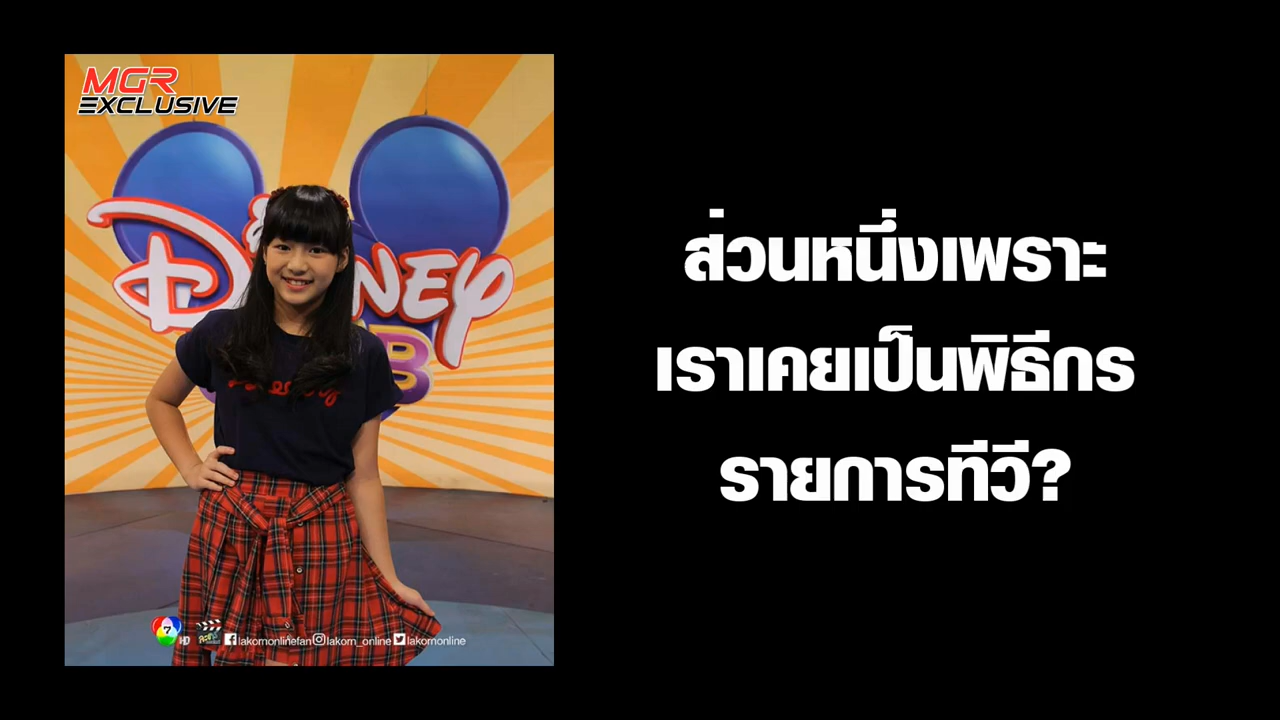 MGR
EXCLUSIVE
DISNEY
ส่วนหนึ่งเพราะ
เราเคยเป็นพิธีกร
รายการทีวี?
7 HD
lakornonlinefan lakorn_online lakornonline